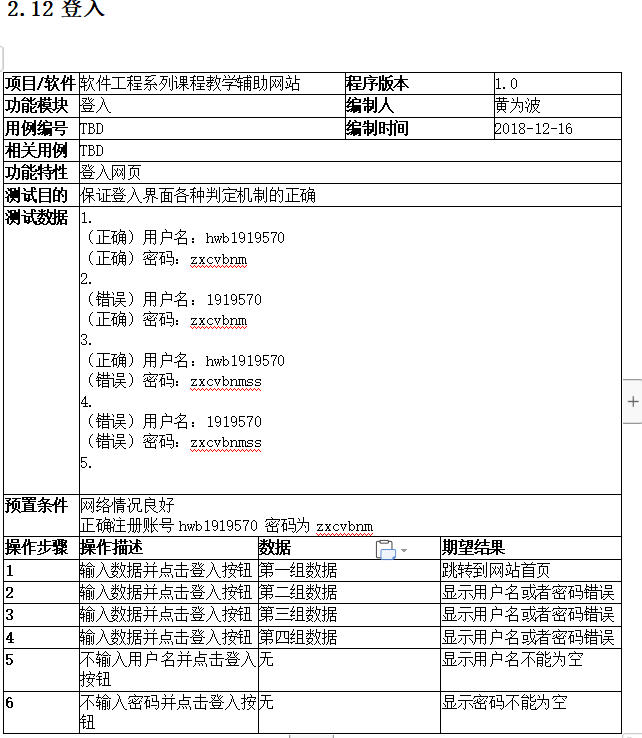 2.12 登入
项目/软件 软件工程系列课程教学辅助网站 程序版本 1.0
功能模块 登入 编制人 黄为波
用例编号 TBD 编制时间 2018-12-16
相关用例 TBD
功能特性 登入网页
测试目的 保证登入界面各种判定机制的正确
测试数据 1.
（正确）用户名：hwb1919570
（正确）密码：zxcvbnm
2.
（错误）用户名：1919570
（正确）密码：zxcvbnm
3.
（正确）用户名：hwb1919570
（错误）密码：zxcvbnmss
4.
（错误）用户名：1919570
（错误）密码：zxcvbnmss
5.
预置条件 网络情况良好
正确注册账号 hwb1919570 密码为 zxcvbnm
操作步骤 操作描述 数据 期望结果
1 输入数据并点击登入按钮 第一组数据 跳转到网站首页
2 输入数据并点击登入按钮 第二组数据 显示用户名或者密码错误
3 输入数据并点击登入按钮 第三组数据 显示用户名或者密码错误
4 输入数据并点击登入按钮 第四组数据 显示用户名或者密码错误
5 不输入用户名并点击登入 无 显示用户名不能为空
按钮
6 不输入密码并点击登入按 无 显示密码不能为空
钮